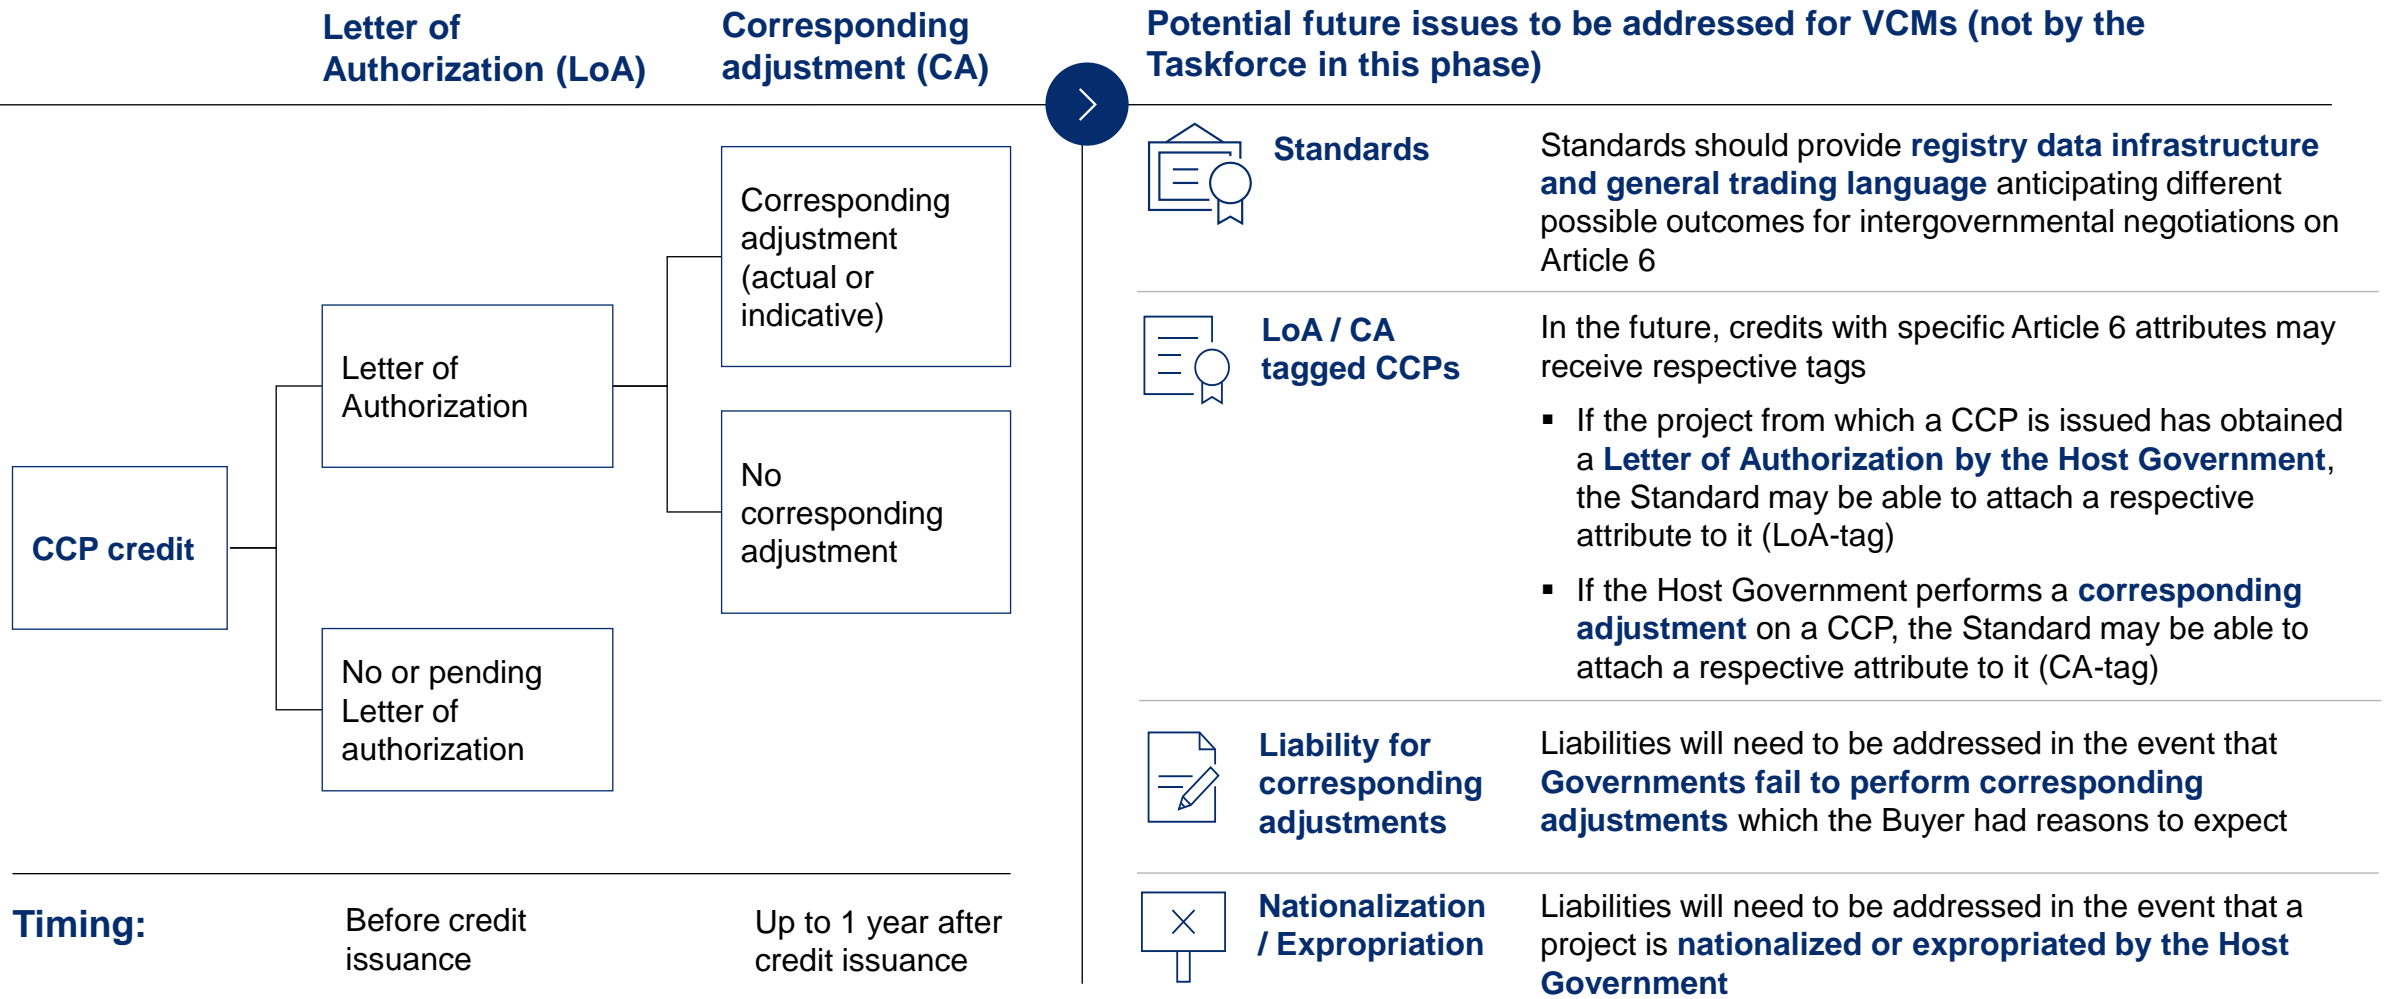 Letter of
Authorization (LoA)
Corresponding
adjustment (CA)
Potential future issues to be addressed for VCMs (not by the
Taskforce in this phase)
CCP credit
Letter of
Authorization
No or pending
Letter of
authorization
Corresponding
adjustment
(actual or
indicative)
No
corresponding
adjustment
Timing:
Before credit
issuance
Up to 1 year after
credit issuance
Standards
Standards should provide registry data infrastructure
and general trading language anticipating different
possible outcomes for intergovernmental negotiations on
Article 6
LoA / CA
tagged CCPs
In the future, credits with specific Article 6 attributes may
receive respective tags
▪ If the project from which a CCP is issued has obtained
a Letter of Authorization by the Host Government,
the Standard may be able to attach a respective
attribute to it (LoA-tag)
▪ If the Host Government performs a corresponding
adjustment on a CCP, the Standard may be able to
attach a respective attribute to it (CA-tag)
Liability for
corresponding
adjustments
Liabilities will need to be addressed in the event that
Governments fail to perform corresponding
adjustments which the Buyer had reasons to expect
Nationalization
/ Expropriation
Liabilities will need to be addressed in the event that a
project is nationalized or expropriated by the Host
Government